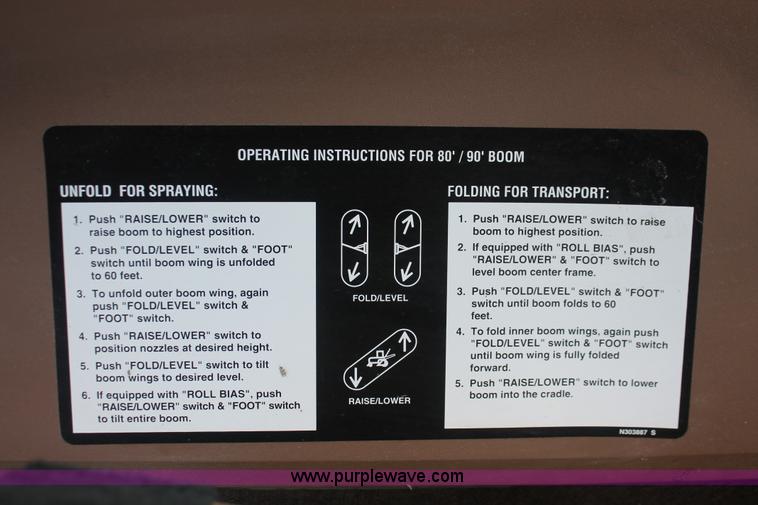 OPERATING INSTRUCTIONS FOR 80' / 90' BOOM
UNFOLD FOR SPRAYING:
1. Push "RAISE/LOWER" switch to
raise boom to highest position.
2. Push "FOLD/LEVEL" switch & "FOOT"
switch until boom wing is unfolded
to 60 feet.
3. To unfold outer boom wing, again
push "FOLD/LEVEL" switch &
"FOOT" switch.
4. Push "RAISE/LOWER" switch to
position nozzles at desired height.
5. Push "FOLD/LEVEL" switch to tilt
boom wings to desired level.
6. If equipped with "ROLL BIAS", push
"RAISE/LOWER" switch & "FOOT" switch
to tilt entire boom.
FOLD/LEVEL
RAISE/LOWER
FOLDING FOR TRANSPORT:
1. Push "RAISE/LOWER" switch to raise
boom to highest position.
2. If equipped with "ROLL BIAS", push
"RAISE/LOWER" & "FOOT" switch to
level boom center frame.
3. Push "FOLD/LEVEL" switch & "FOOT"
switch until boom folds to 60
feet.
4. To fold inner boom wings, again push
"FOLD/LEVEL" switch & "FOOT" switch
until boom wing is fully folded
forward.
5. Push "RAISE/LOWER" switch to lower
boom into the cradle.
N303887 S
www.purplewave.com